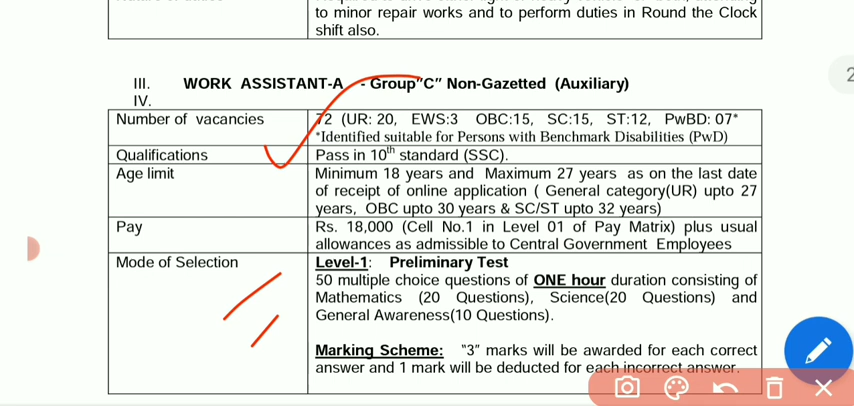 to minor repair works and to perform duties in Round the Clock
shift also.
III. WORK ASSISTANT-A - Group"C" Non-Gazetted (Auxiliary)
IV.
Number of vacancies 72 (UR: 20, EWS:3 OBC:15, SC:15, ST:12, PwBD: 07*
*Identified suitable for Persons with Benchmark Disabilities (PwD)
Qualifications Pass in 10th standard (SSC).
Age limit Minimum 18 years and Maximum 27 years as on the last date
of receipt of online application ( General category(UR) upto 27
years, OBC upto 30 years & SC/ST upto 32 years)
Pay Rs. 18,000 (Cell No.1 in Level 01 of Pay Matrix) plus usual
allowances as admissible to Central Government Employees
Mode of Selection Level-1: Preliminary Test
50 multiple choice questions of ONE hour duration consisting of
Mathematics (20 Questions), Science(20 Questions) and
General Awareness(10 Questions).
Marking Scheme: "3" marks will be awarded for each correct
answer and 1 mark will be deducted for each incorrect answer.
2